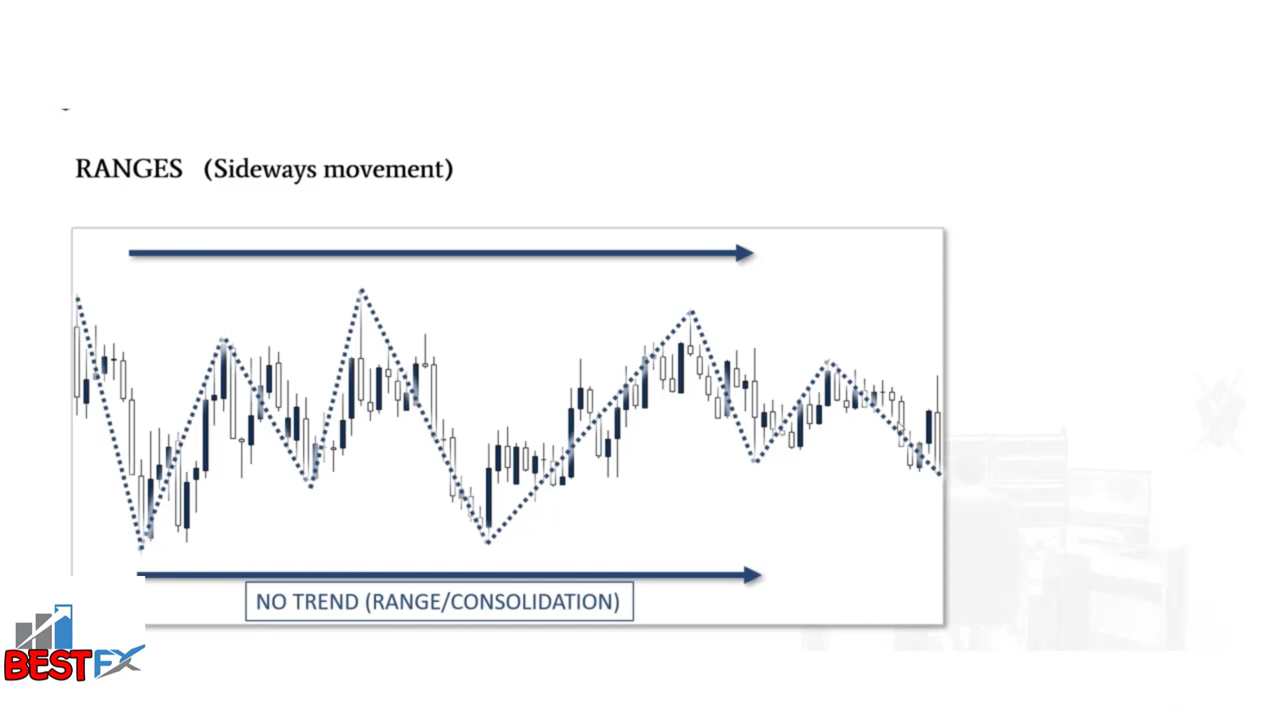 RANGES (Sideways movement)
NO TREND (RANGE/CONSOLIDATION)
BESTFX